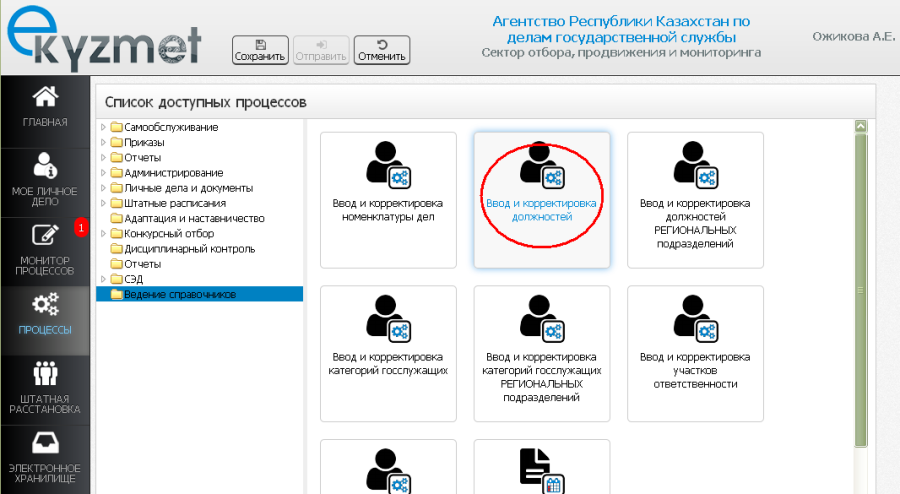 ekyzmet
Сохранить
Отправить
Отменить
Агентство Республики Казахстан по
делам государственной службы
Сектор отбора, продвижения и мониторинга
Ожикова А.Е.
ГЛАВНАЯ
МОЕ ЛИЧНОЕ
ДЕЛО
1
МОНИТОР
ПРОЦЕССОВ
ПРОЦЕССЫ
ШТАТНАЯ
РАССТАНОВКА
ЭЛЕКТРОННОЕ
ХРАНИЛИЩЕ
Список доступных процессов
Самообслуживание
Приказы
Отчеты
Администрирование
Личные дела и документы
Штатные расписания
Адаптация и наставничество
Конкурсный отбор
Дисциплинарный контроль
Отчеты
СЭД
Ведение справочников
Ввод и корректировка
номенклатуры дел
Ввод и корректировка
должностей
Ввод и корректировка
должностей
РЕГИОНАЛЬНЫХ
подразделений
Ввод и корректировка
категорий госслужащих
Ввод и корректировка
категорий госслужащих
РЕГИОНАЛЬНЫХ
подразделений
Ввод и корректировка
участков
ответственности